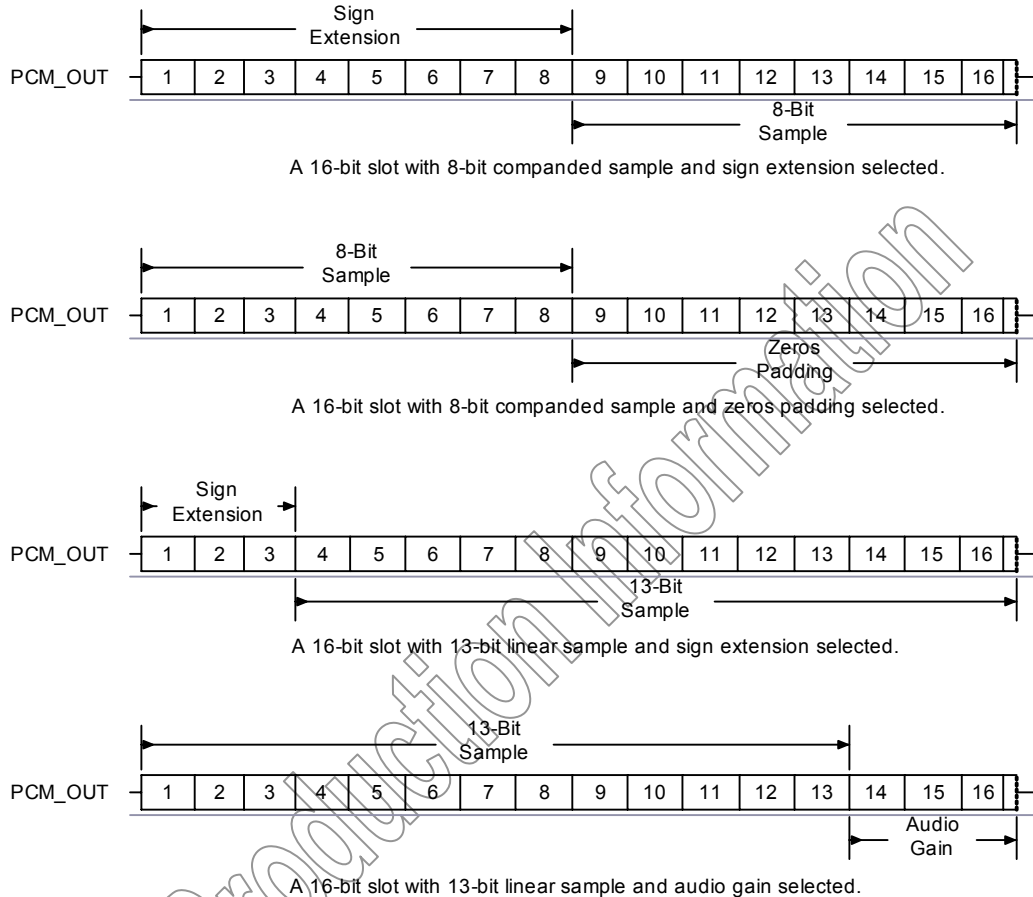 Sign
Extension
PCM_OUT 1 2 3 4 5 6 7 8 9 10 11 12 13 14 15 16
8-Bit
Sample
A 16-bit slot with 8-bit companded sample and sign extension selected.
8-Bit
Sample
PCM_OUT 1 2 3 4 5 6 7 8 9 10 11 12 13 14 15 16
Zeros
Padding
A 16-bit slot with 8-bit companded sample and zeros padding selected.
Sign
Extension
PCM_OUT 1 2 3 4 5 6 7 8 9 10 11 12 13 14 15 16
13-Bit
Sample
A 16-bit slot with 13-bit linear sample and sign extension selected.
13-Bit
Sample
PCM_OUT 1 2 3 4 5 6 7 8 9 10 11 12 13 14 15 16
Audio
Gain
A 16-bit slot with 13-bit linear sample and audio gain selected.
Production Information